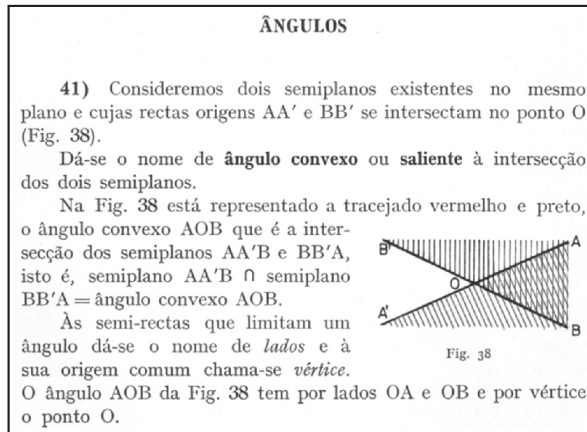 ÂNGULOS
41) Consideremos dois semiplanos existentes no mesmo
plano e cujas rectas origens AA′ e BB′ se intersectam no ponto O
(Fig. 38).
Dá-se o nome de ângulo convexo ou saliente à intersecção
dos dois semiplanos.
Na Fig. 38 está representado a tracejado vermelho e preto,
o ângulo convexo AOB que é a inter-
secção dos semiplanos AA′B e BB′A,
isto é, semiplano AA′B ∩ semiplano
BB′A = ângulo convexo AOB.
Às semi-rectas que limitam um
ângulo dá-se o nome de lados e à
sua origem comum chama-se vértice.
O ângulo AOB da Fig. 38 tem por lados OA e OB e por vértice
o ponto O.
B′
A
O
A′
B
Fig. 38